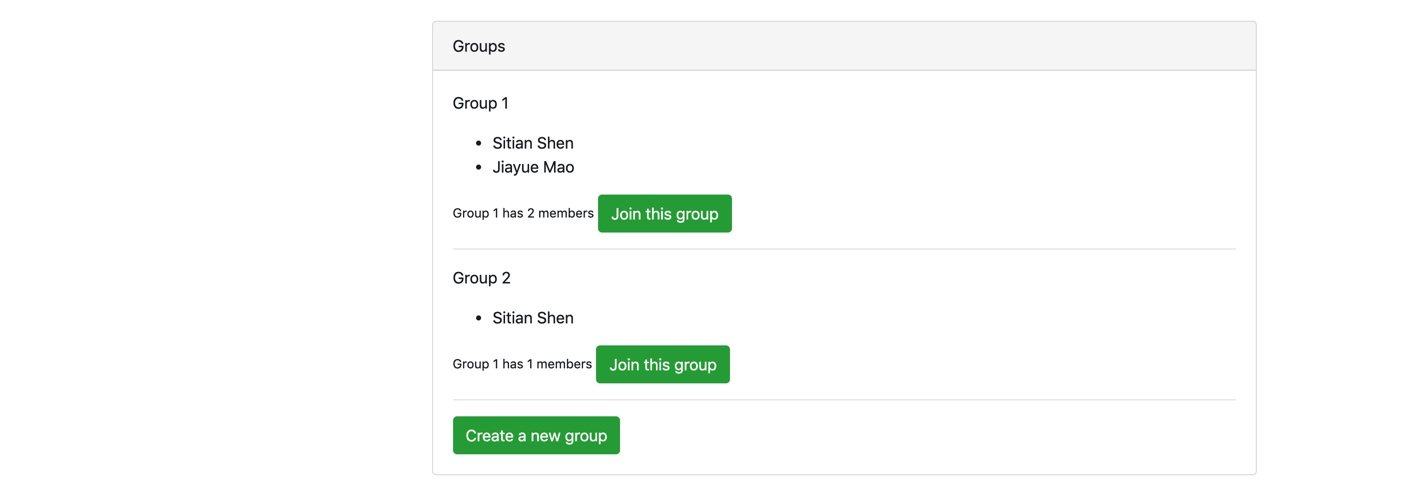 Groups
Group 1
Sitian Shen
Jiayue Mao
Group 1 has 2 members Join this group
Group 2
Sitian Shen
Group 1 has 1 members Join this group
Create a new group